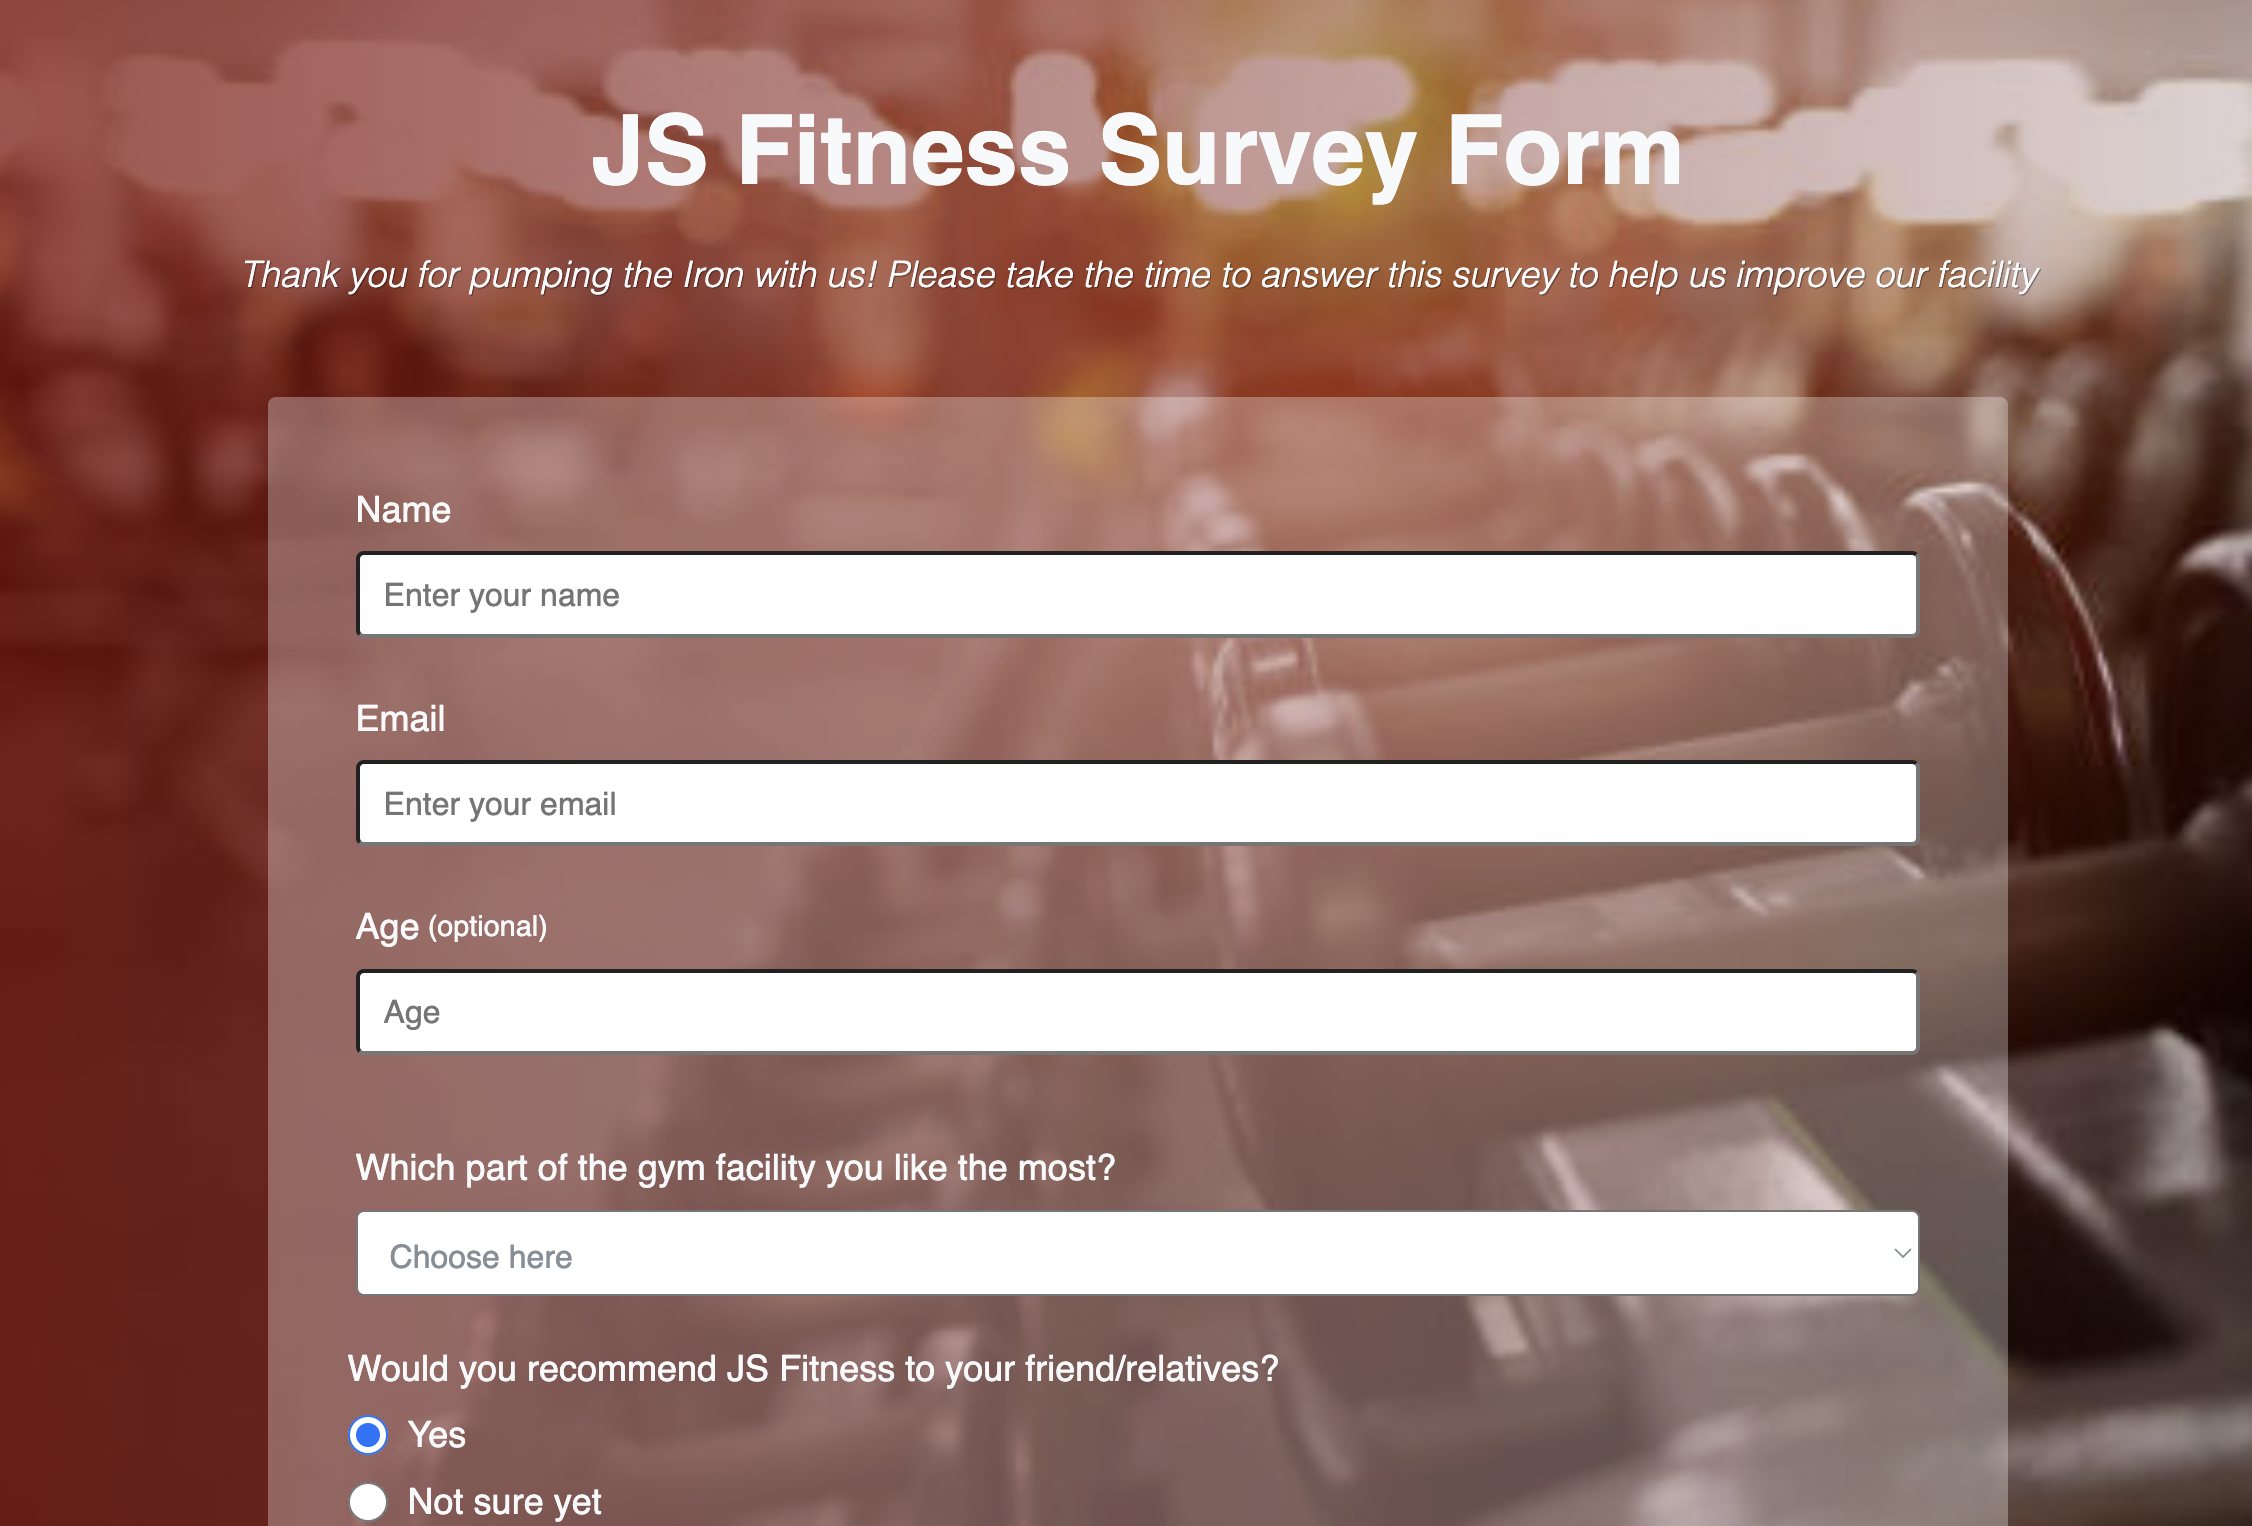 JS Fitness Survey Form
Thank you for pumping the Iron with us! Please take the time to answer this survey to help us improve our facility
Name
Enter your name
Email
Enter your email
Age (optional)
Age
Which part of the gym facility you like the most?
Choose here
Would you recommend JS Fitness to your friend/relatives?
Yes
Not sure yet